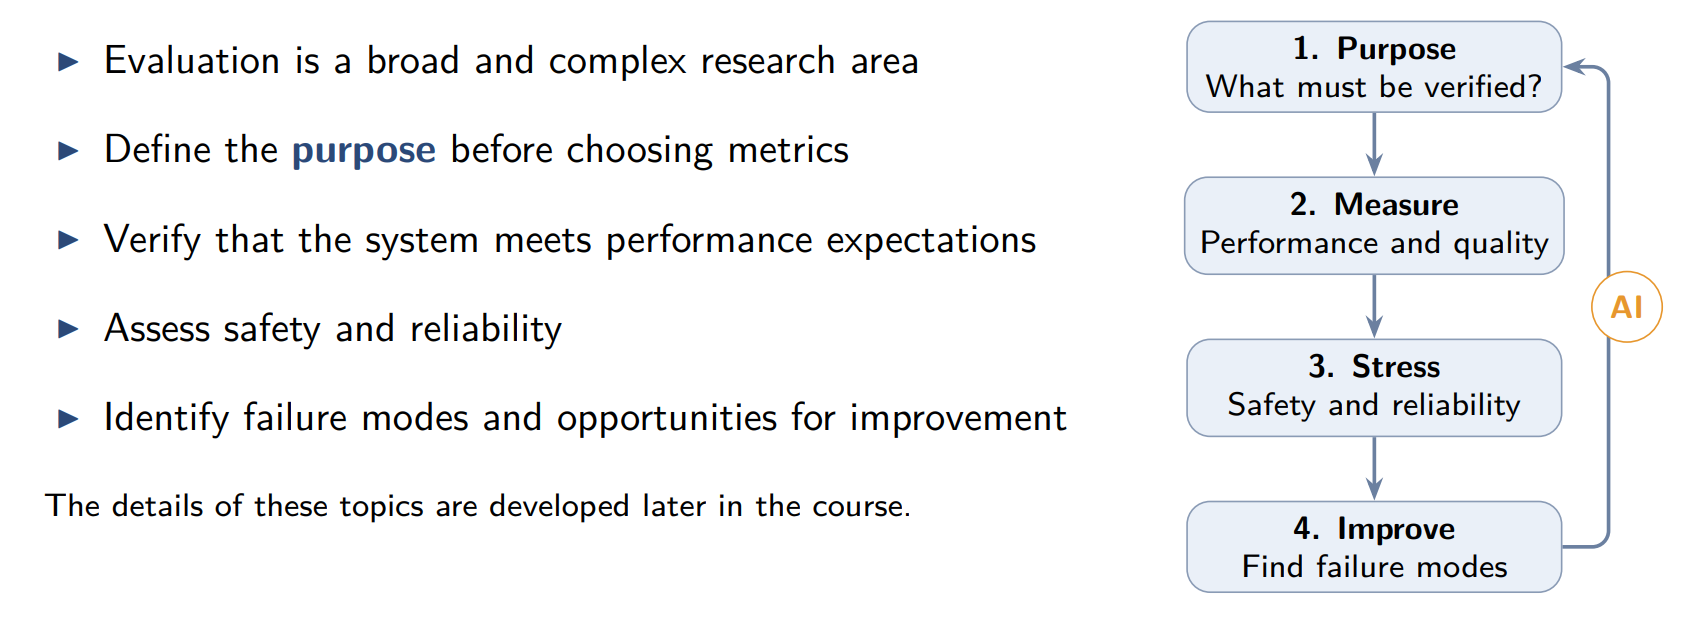 Evaluation is a broad and complex research area
Define the purpose before choosing metrics
Verify that the system meets performance expectations
Assess safety and reliability
Identify failure modes and opportunities for improvement
The details of these topics are developed later in the course.
1. Purpose
What must be verified?
2. Measure
Performance and quality
3. Stress
Safety and reliability
4. Improve
Find failure modes
AI